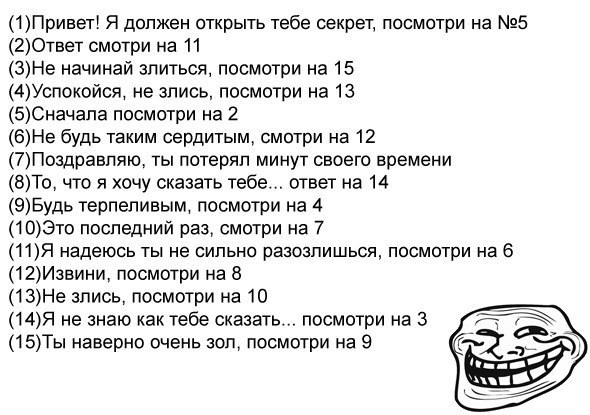 (1)Привет! Я должен открыть тебе секрет, посмотри на №5
(2)Ответ смотри на 11
(3)Не начинай злиться, посмотри на 15
(4)Успокойся, не злись, посмотри на 13
(5)Сначала посмотри на 2
(6)Не будь таким сердитым, смотри на 12
(7)Поздравляю, ты потерял минут своего времени
(8)То, что я хочу сказать тебе... ответ на 14
(9)Будь терпеливым, посмотри на 4
(10)Это последний раз, смотри на 7
(11)Я надеюсь ты не сильно разозлишься, посмотри на 6
(12)Извини, посмотри на 8
(13)Не злись, посмотри на 10
(14)Я не знаю как тебе сказать... посмотри на 3
(15)Ты наверно очень зол, посмотри на 9